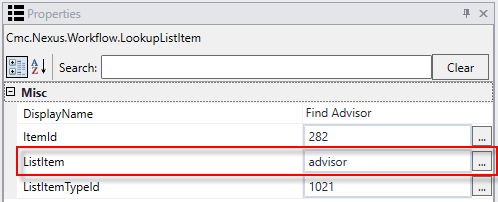 Properties
Cmc.Nexus.Workflow.LookupListItem
A Z Search: Clear
Misc
DisplayName Find Advisor
ItemId 282 ...
ListItem advisor ...
ListItemTypeId 1021 ...